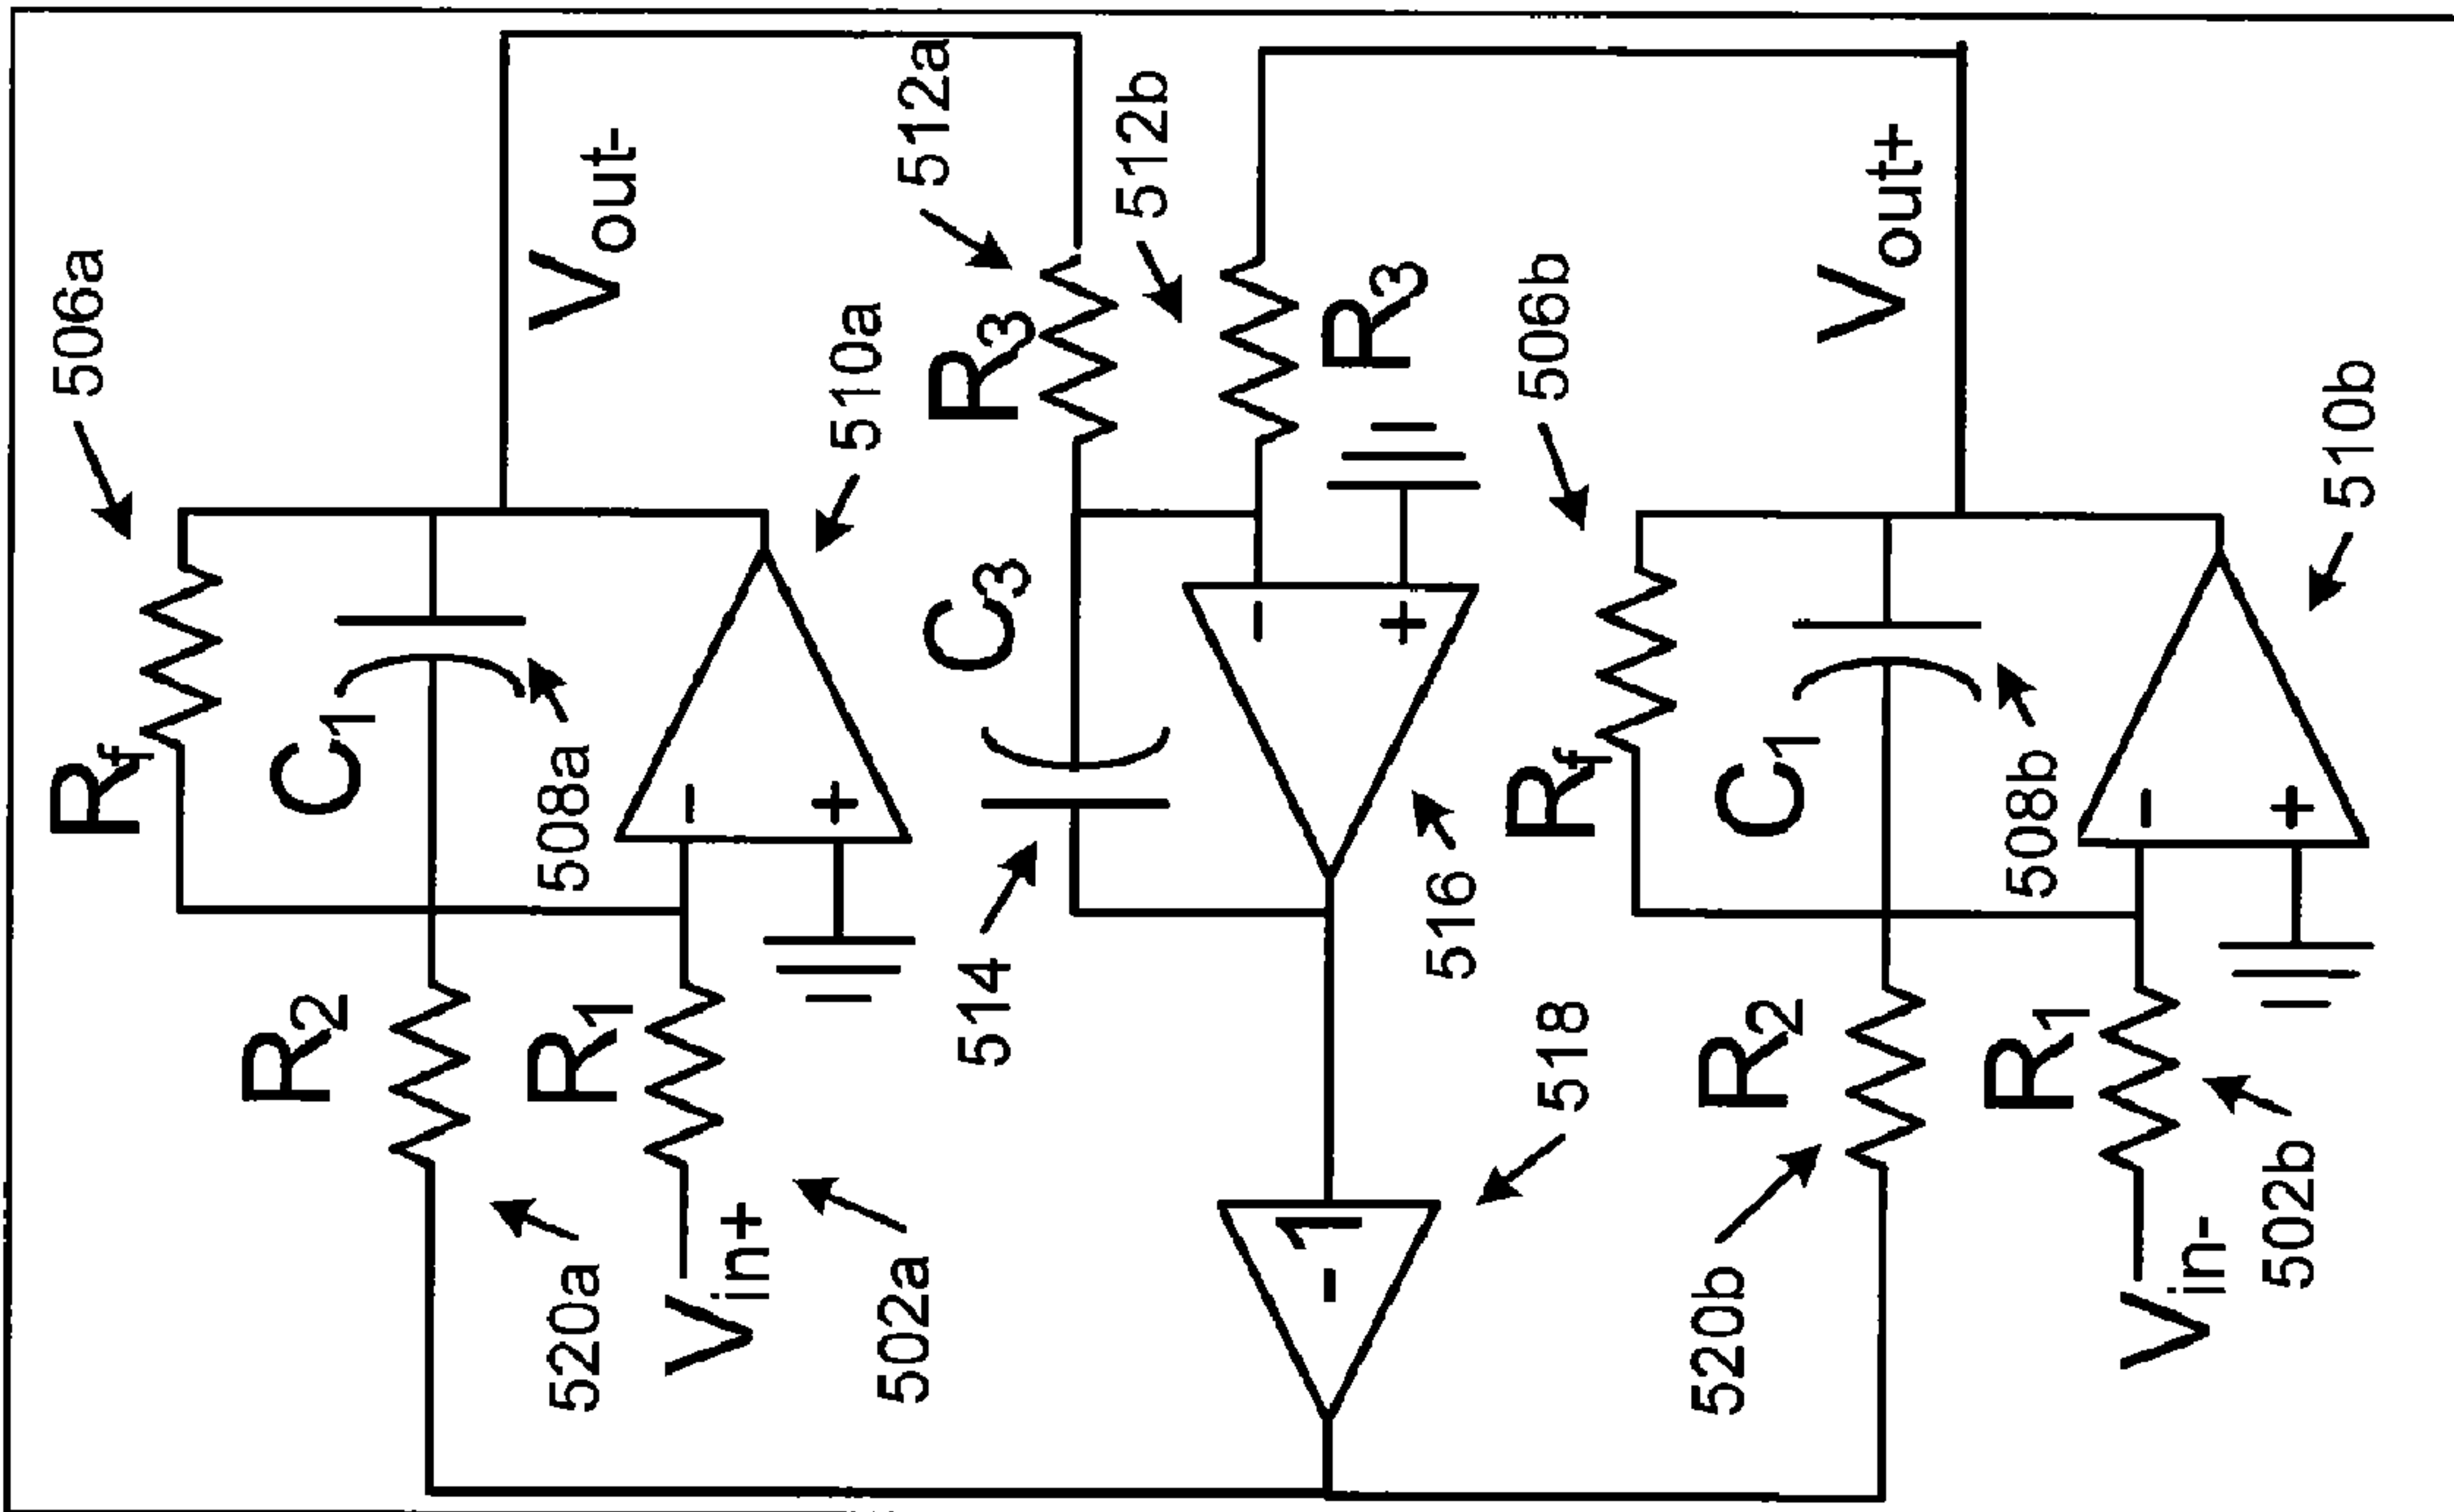 506a
Rf
C1
508a
510a
-
+
Vout-
R2
520a
R1
Vin+
502a
512a
512b
R3
R3
C3
514
-
+
516
-1
518
506b
Rf
C1
508b
510b
-
+
Vout+
R2
520b
R1
Vin-
502b